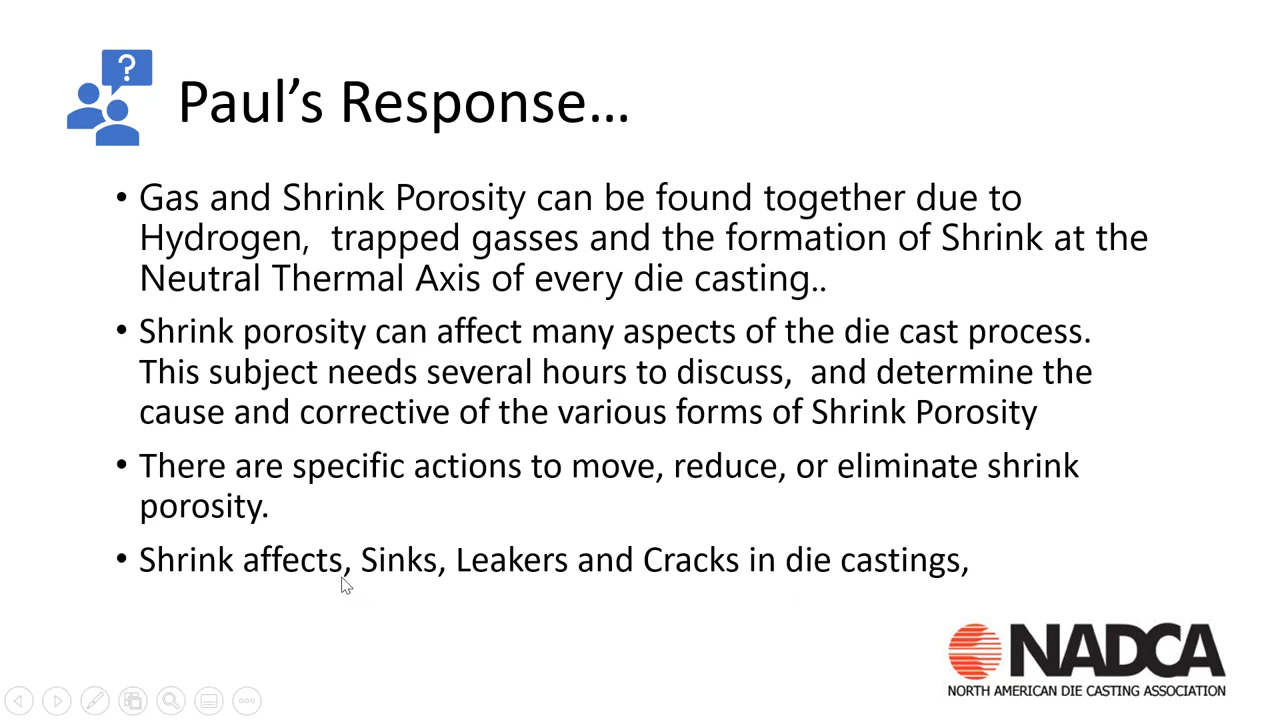 ?
Paul’s Response…
• Gas and Shrink Porosity can be found together due to
Hydrogen,  trapped gasses and the formation of Shrink at the
Neutral Thermal Axis of every die casting..
• Shrink porosity can affect many aspects of the die cast process.
This subject needs several hours to discuss,  and determine the
cause and corrective of the various forms of Shrink Porosity
• There are specific actions to move, reduce, or eliminate shrink
porosity.
• Shrink affects, Sinks, Leakers and Cracks in die castings,
NADCA
NORTH AMERICAN DIE CASTING ASSOCIATION